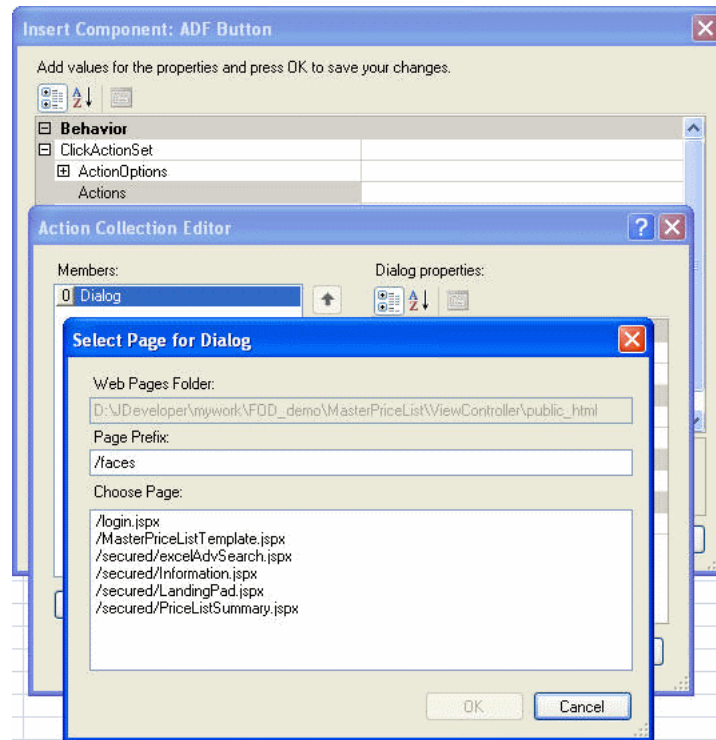 Insert Component: ADF Button
Add values for the properties and press OK to save your changes.
Behavior
ClickActionSet
ActionOptions
Actions
Action Collection Editor
Members:
Dialog properties:
0 Dialog
Select Page for Dialog
Web Pages Folder:
D:\JDeveloper\mywork\FOD_demo\MasterPriceList\ViewController\public_html
Page Prefix:
/faces
Choose Page:
/login.jspx
/MasterPriceListTemplate.jspx
/secured/excelAdvSearch.jspx
/secured/Information.jspx
/secured/LandingPad.jspx
/secured/PriceListSummary.jspx
OK
Cancel